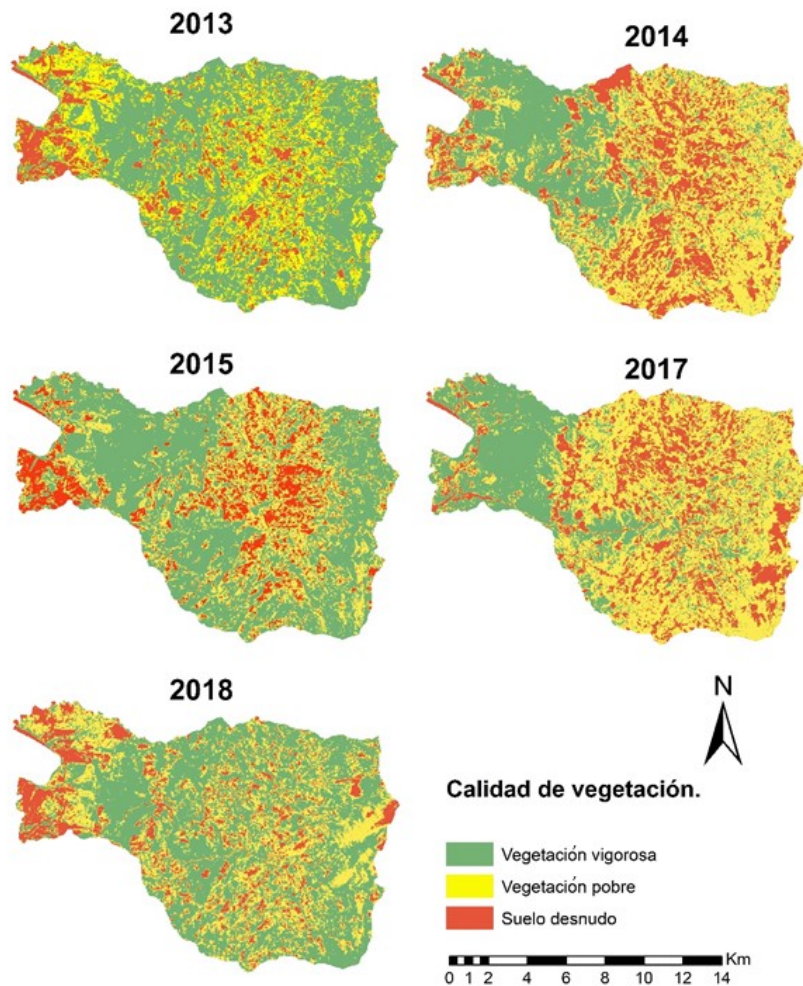 2013
2014
2015
2017
2018
N
Calidad de vegetación.
Vegetación vigorosa
Vegetación pobre
Suelo desnudo
Km
0 1 2 4 6 8 10 12 14